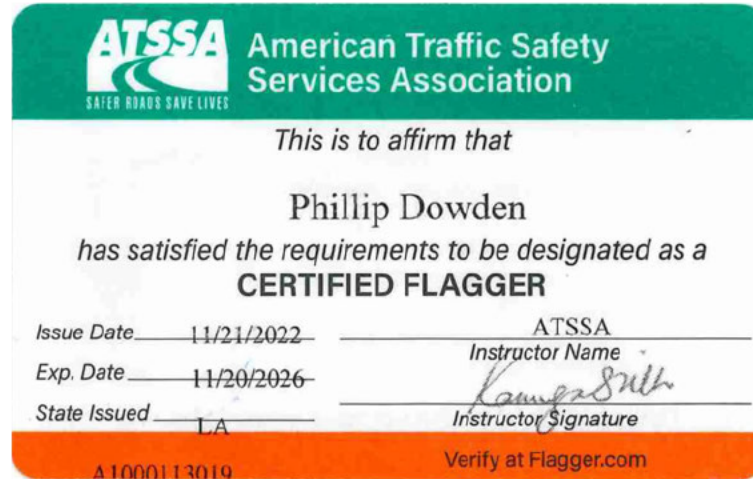 ATSSA
SAFER ROADS SAVE LIVES
American Traffic Safety
Services Association
This is to affirm that
Phillip Dowden
has satisfied the requirements to be designated as a
CERTIFIED FLAGGER
Issue Date 11/21/2022
ATSSA
Instructor Name
Exp. Date 11/20/2026
Instructor Signature
State Issued LA
A1000113019
Verify at Flagger.com